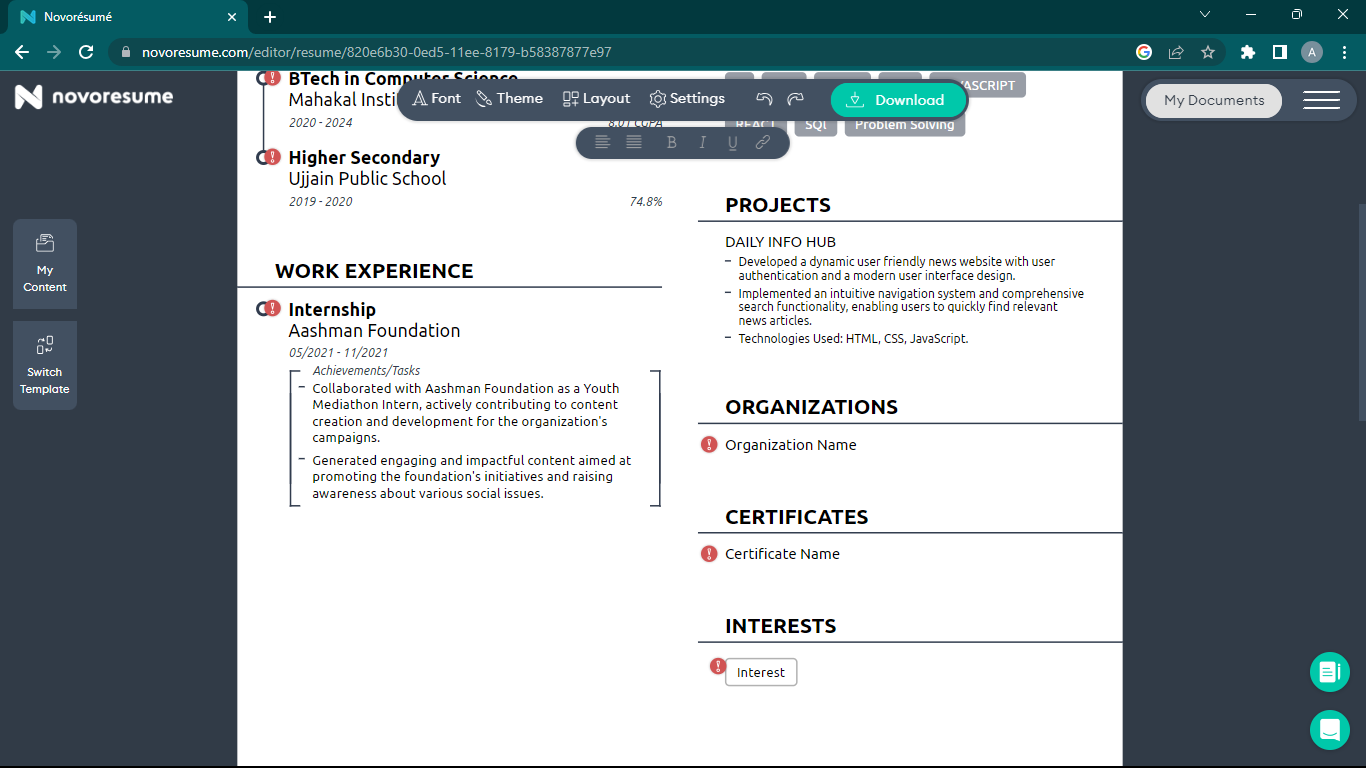 Novorésumé
novoresume.com/editor/resume/820e6b30-0ed5-11ee-8179-b58387877e97
A
novoresume
Font Theme Layout Settings Download
My Documents
B I U
My
Content
Switch
Template
BTech in Computer Science
Mahakal Insti
2020 - 2024 8.01 CGPA
Higher Secondary
Ujjain Public School
2019 - 2020 74.8%
WORK EXPERIENCE
Internship
Aashman Foundation
05/2021 - 11/2021
Achievements/Tasks
– Collaborated with Aashman Foundation as a Youth
Mediathon Intern, actively contributing to content
creation and development for the organization's
campaigns.
– Generated engaging and impactful content aimed at
promoting the foundation's initiatives and raising
awareness about various social issues.
REACT SQl Problem Solving
PROJECTS
DAILY INFO HUB
– Developed a dynamic user friendly news website with user
authentication and a modern user interface design.
– Implemented an intuitive navigation system and comprehensive
search functionality, enabling users to quickly find relevant
news articles.
– Technologies Used: HTML, CSS, JavaScript.
ORGANIZATIONS
Organization Name
CERTIFICATES
Certificate Name
INTERESTS
Interest